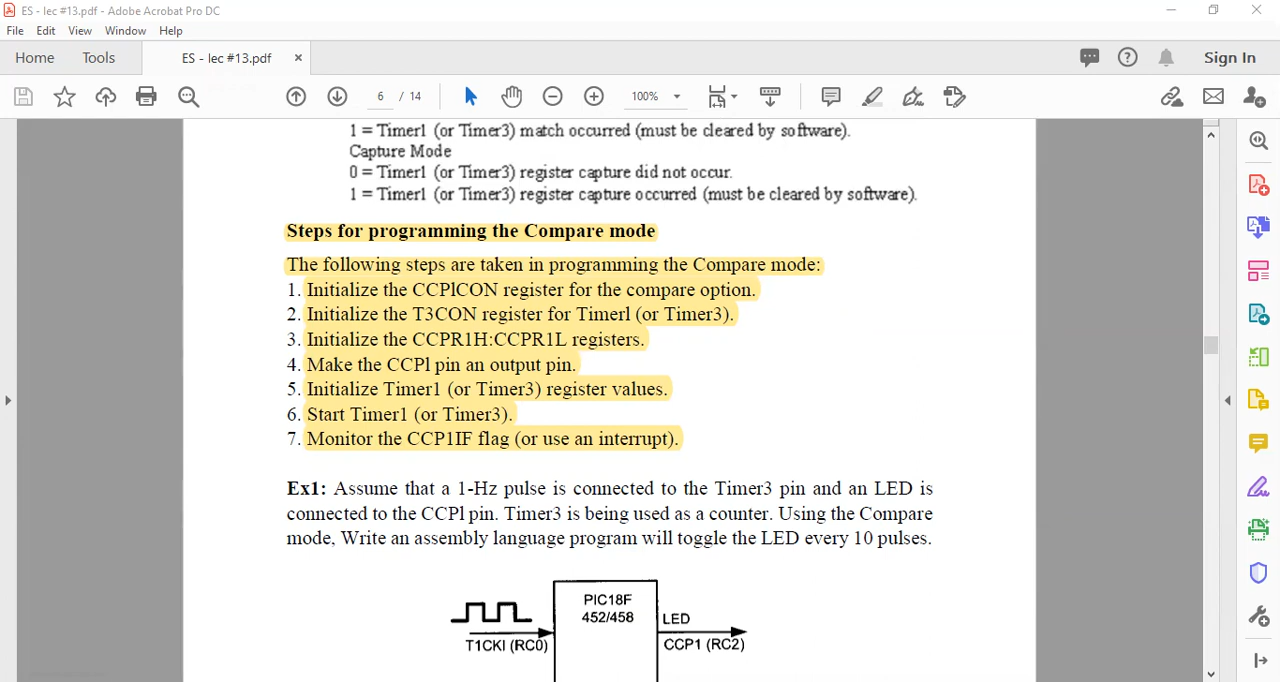 ES - lec #13.pdf - Adobe Acrobat Pro DC
File Edit View Window Help
Home Tools ES - lec #13.pdf × Sign In
6 / 14 100%
1 = Timer1 (or Timer3) match occurred (must be cleared by software).
Capture Mode
0 = Timer1 (or Timer3) register capture did not occur.
1 = Timer1 (or Timer3) register capture occurred (must be cleared by software).
Steps for programming the Compare mode
The following steps are taken in programming the Compare mode:
1. Initialize the CCPlCON register for the compare option.
2. Initialize the T3CON register for Timerl (or Timer3).
3. Initialize the CCPR1H:CCPR1L registers.
4. Make the CCPl pin an output pin.
5. Initialize Timer1 (or Timer3) register values.
6. Start Timer1 (or Timer3).
7. Monitor the CCP1IF flag (or use an interrupt).
Ex1: Assume that a 1-Hz pulse is connected to the Timer3 pin and an LED is
connected to the CCPl pin. Timer3 is being used as a counter. Using the Compare
mode, Write an assembly language program will toggle the LED every 10 pulses.
PIC18F
452/458
LED
T1CKI (RC0) CCP1 (RC2)